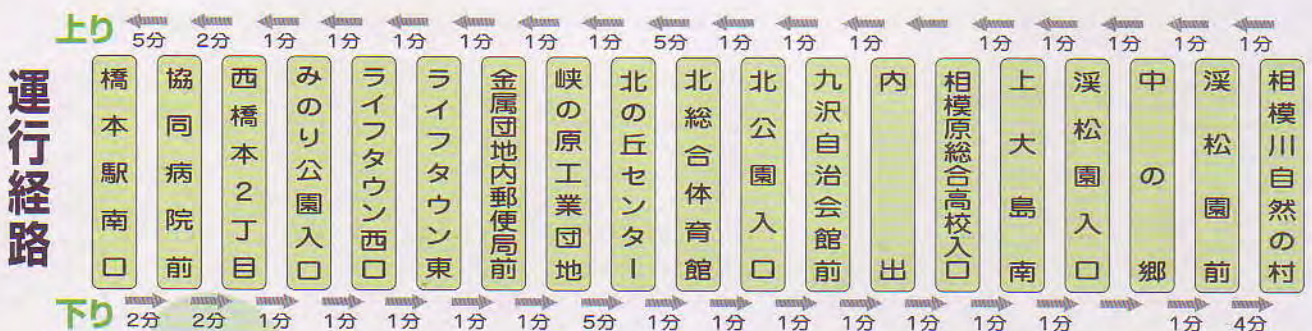 運行経路
上り 5分 2分 1分 1分 1分 1分 1分 1分 5分 1分 1分 1分 1分 1分 1分 1分 1分
橋本駅南口
協同病院前
西橋本2丁目
みのり公園入口
ライフタウン西口
ライフタウン東
金属団地内郵便局前
峡の原工業団地
北の丘センター
北総合体育館
北公園入口
九沢自治会館前
内出
相模原総合高校入口
上大島南
渓松園入口
中の郷
渓松園前
相模川自然の村
下り 2分 2分 1分 1分 1分 1分 1分 5分 1分 1分 1分 1分 1分 1分 1分 1分 4分